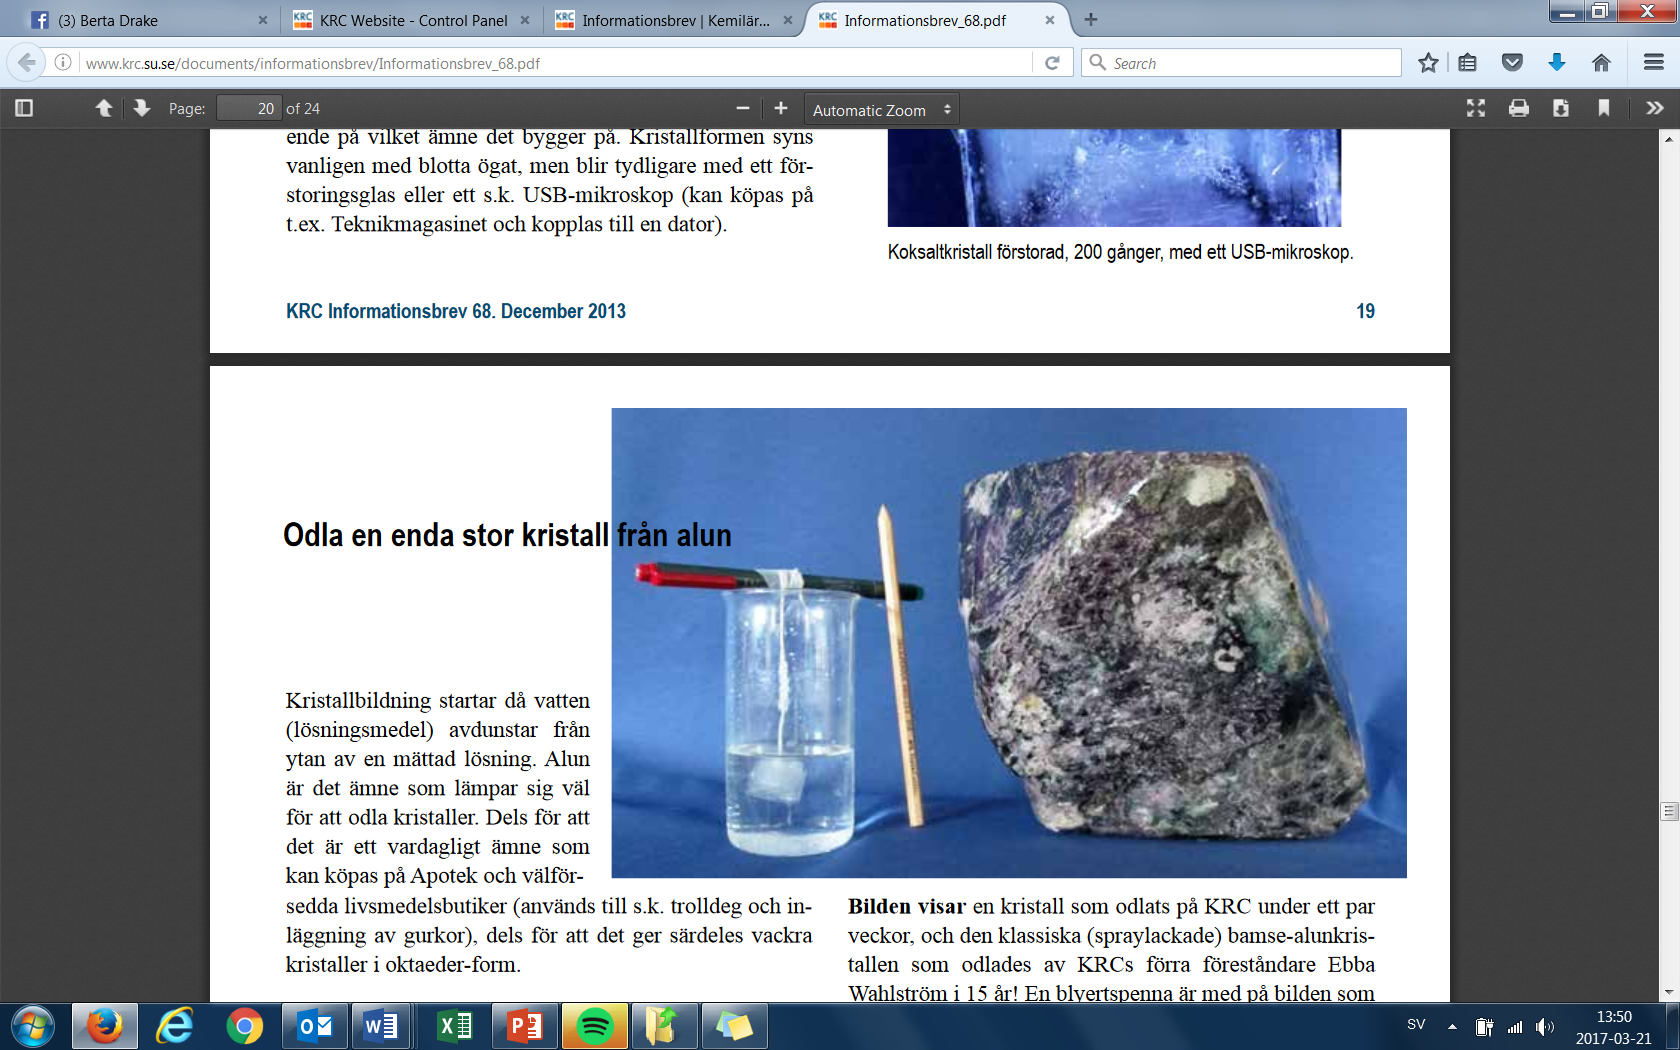 (3) Berta Drake
KRC Website - Control Panel
Informationsbrev | Kemilär...
Informationsbrev_68.pdf
www.krc.su.se/documents/informationsbrev/Informationsbrev_68.pdf
Search
Page: 20 of 24
Automatic Zoom
ende på vilket ämne det bygger på. Kristallformen syns
vanligen med blotta ögat, men blir tydligare med ett för-
storingsglas eller ett s.k. USB-mikroskop (kan köpas på
t.ex. Teknikmagasinet och kopplas till en dator).
Koksaltkristall förstorad, 200 gånger, med ett USB-mikroskop.
KRC Informationsbrev 68. December 2013
19
Odla en enda stor kristall från alun
Kristallbildning startar då vatten
(lösningsmedel) avdunstar från
ytan av en mättad lösning. Alun
är det ämne som lämpar sig väl
för att odla kristaller. Dels för att
det är ett vardagligt ämne som
kan köpas på Apotek och välför-
sedda livsmedelsbutiker (används till s.k. trolldeg och in-
läggning av gurkor), dels för att det ger särdeles vackra
kristaller i oktaeder-form.
Bilden visar en kristall som odlats på KRC under ett par
veckor, och den klassiska (spraylackade) bamse-alunkris-
tallen som odlades av KRCs förra föreståndare Ebba
Wahlström i 15 år! En blyertspenna är med på bilden som
SV
13:50
2017-03-21